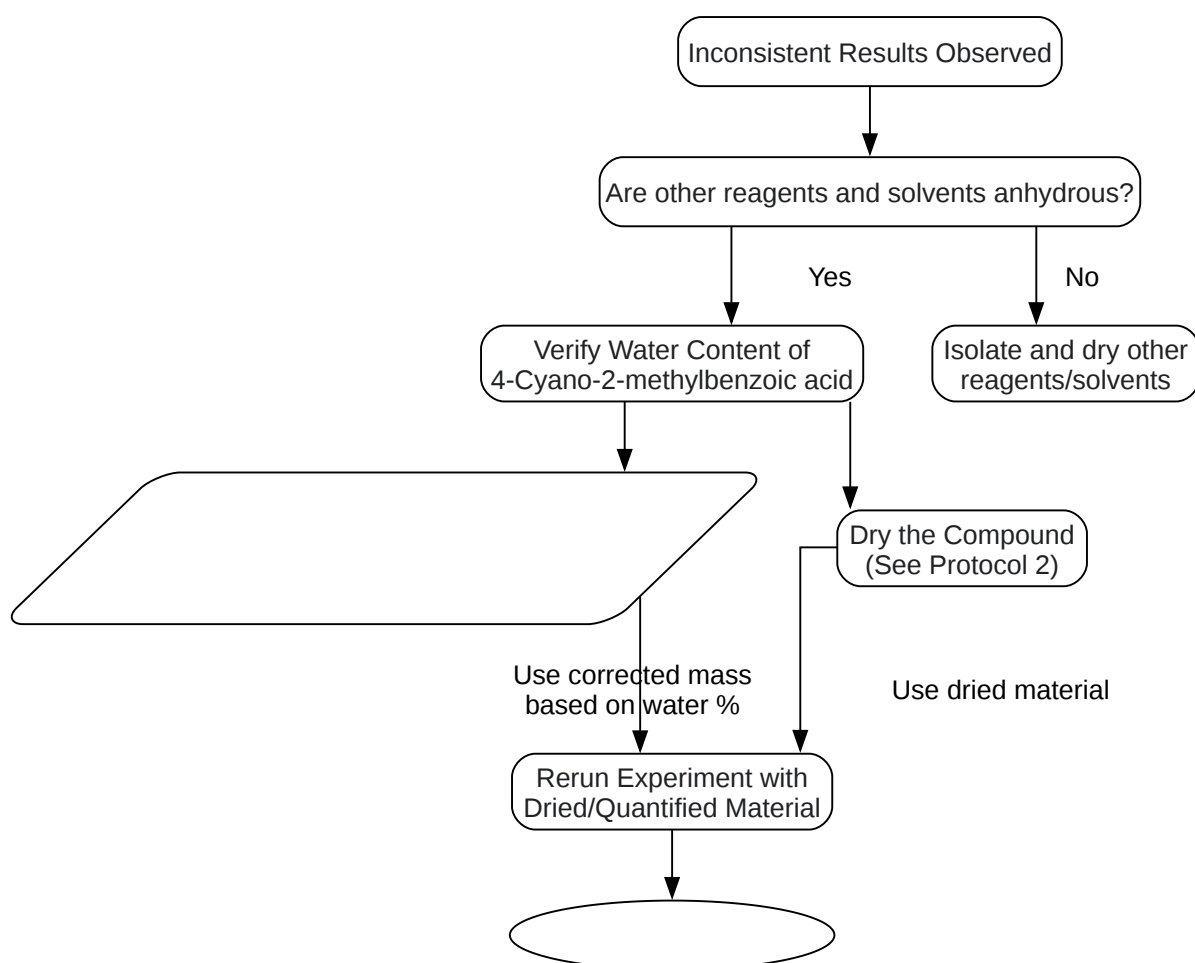 Inconsistent Results Observed
Are other reagents and solvents anhydrous?
Yes
No
Verify Water Content of
4-Cyano-2-methylbenzoic acid
Isolate and dry other
reagents/solvents
Dry the Compound
(See Protocol 2)
Use corrected mass
based on water %
Use dried material
Rerun Experiment with
Dried/Quantified Material